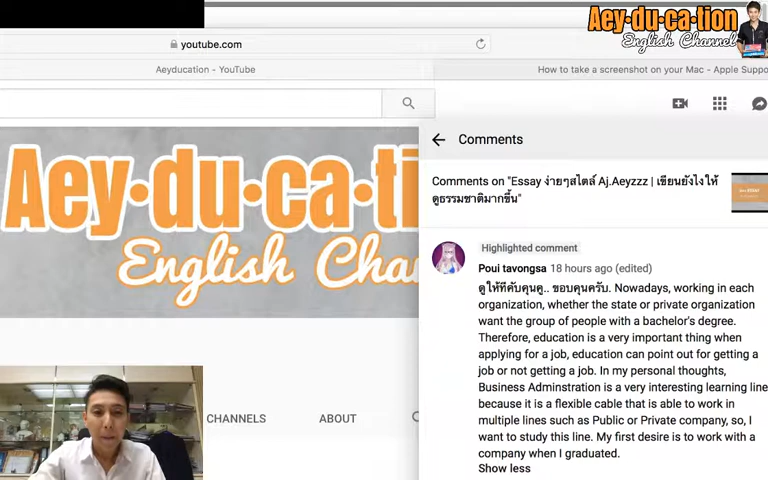 Aey·du·ca·tion
English Channel
youtube.com
Aeyducation - YouTube
How to take a screenshot on your Mac - Apple Suppo
Aey·du·ca·ti
English Cha
Comments
Comments on "Essay ง่ายๆสไตล์ Aj.Aeyzzz | เขียนยังไงให้
ดูธรรมชาติมากขึ้น"
Highlighted comment
Poui tavongsa 18 hours ago (edited)
ดูให้ทีคับคุนคู.. ขอบคุนครับ. Nowadays, working in each
organization, whether the state or private organization
want the group of people with a bachelor's degree.
Therefore, education is a very important thing when
applying for a job, education can point out for getting a
job or not getting a job. In my personal thoughts,
Business Adminstration is a very interesting learning line
because it is a flexible cable that is able to work in
multiple lines such as Public or Private company, so, I
want to study this line. My first desire is to work with a
company when I graduated.
Show less
CHANNELS
ABOUT